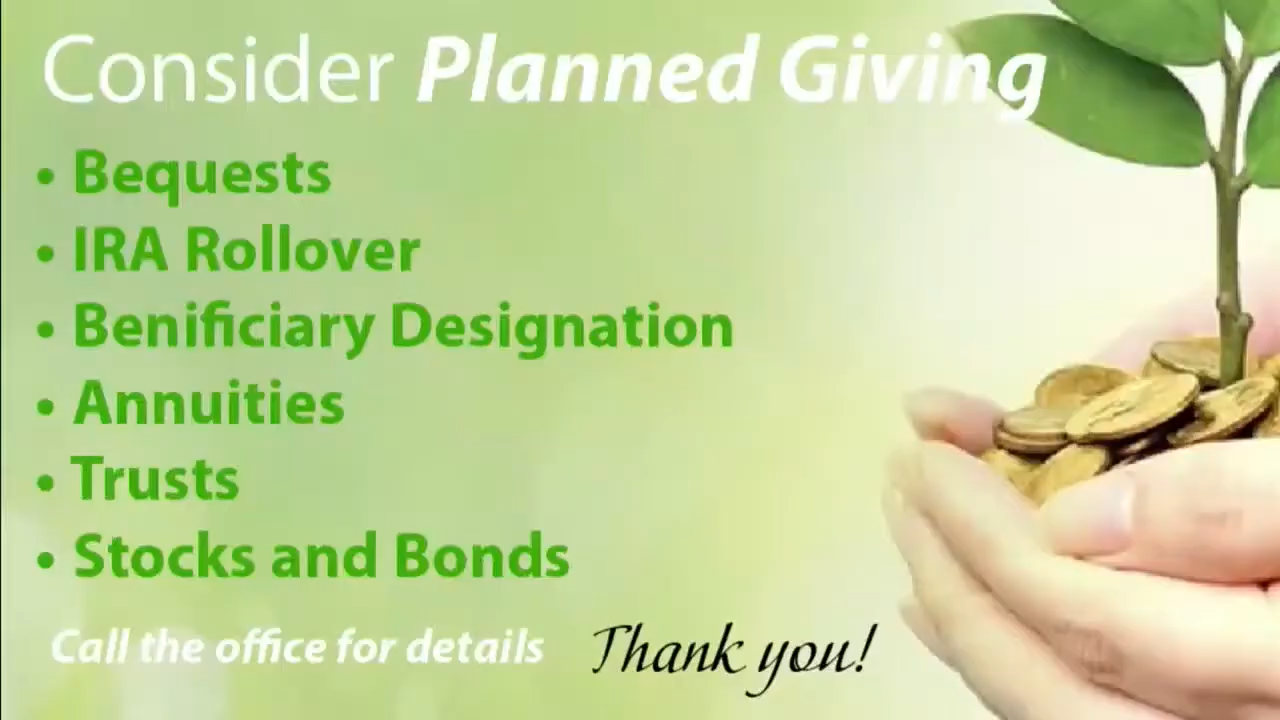 Consider Planned Giving
• Bequests
• IRA Rollover
• Benificiary Designation
• Annuities
• Trusts
• Stocks and Bonds
Call the office for details
Thank you!